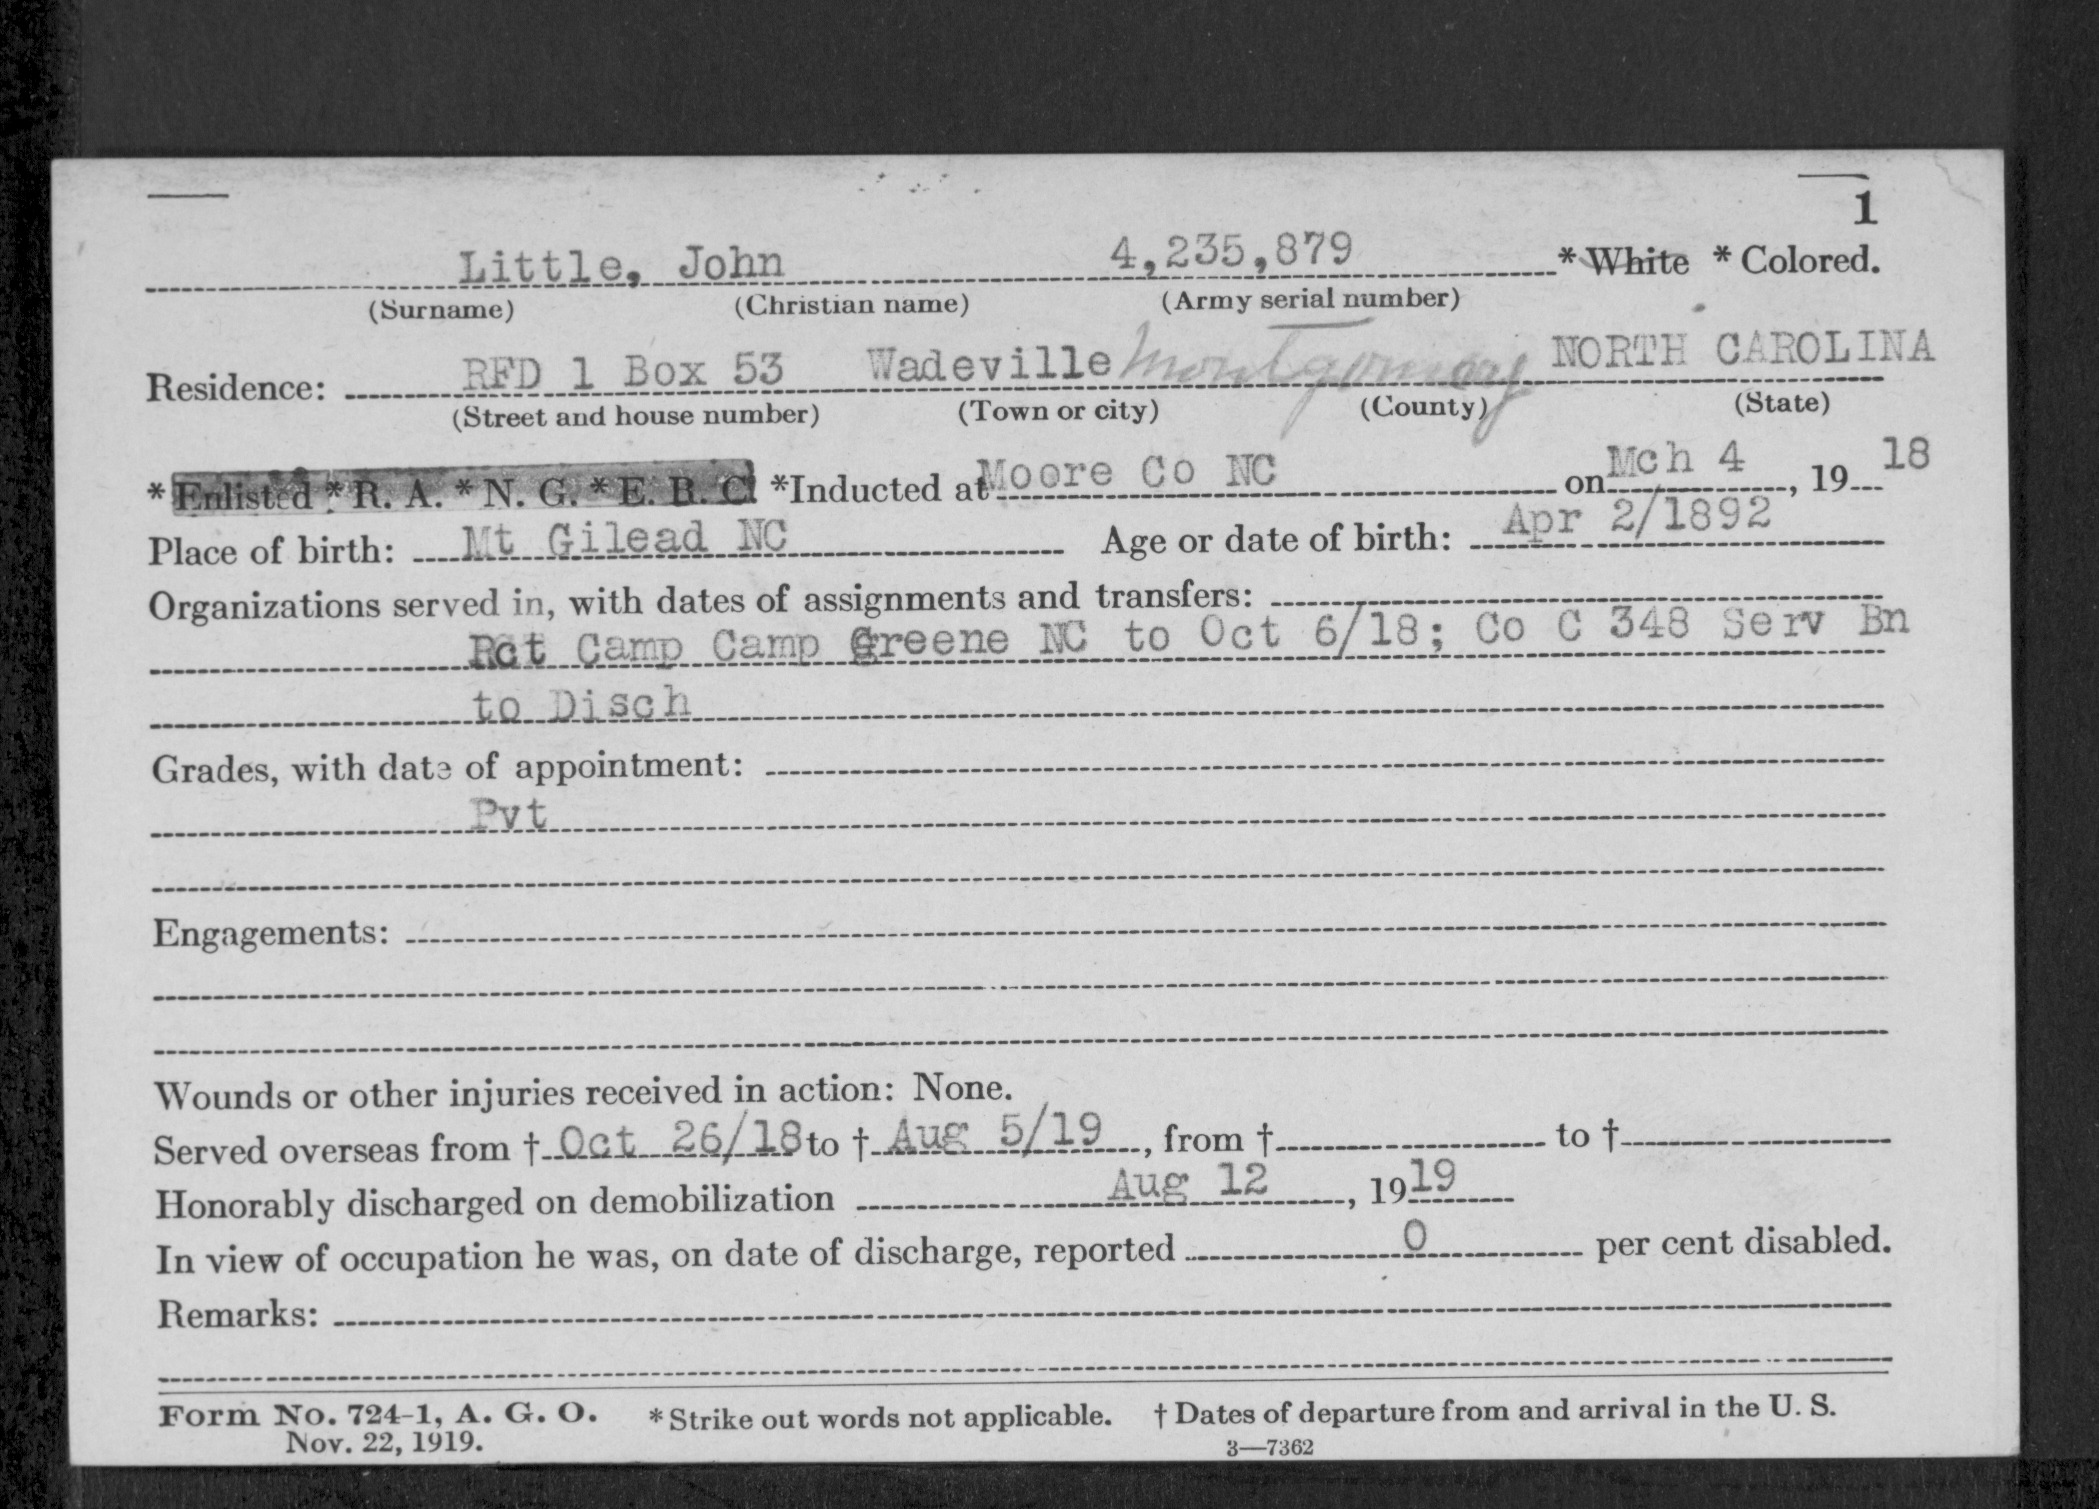 1
Little, John 4,235,879 * White * Colored.
(Surname) (Christian name) (Army serial number)
Residence: RFD 1 Box 53 Wadeville Montgomery NORTH CAROLINA
(Street and house number) (Town or city) (County) (State)
* Enlisted * R. A. * N. G. * E. R. C. *Inducted at Moore Co NC on Mch 4, 1918
Place of birth: Mt Gilead NC Age or date of birth: Apr 2/1892
Organizations served in, with dates of assignments and transfers:
Rct Camp Camp Greene NC to Oct 6/18; Co C 348 Serv Bn
to Disch
Grades, with date of appointment:
Pvt
Engagements:
Wounds or other injuries received in action: None.
Served overseas from † Oct 26/18 to † Aug 5/19, from † to †
Honorably discharged on demobilization Aug 12, 1919
In view of occupation he was, on date of discharge, reported 0 per cent disabled.
Remarks:
Form No. 724-1, A. G. O. * Strike out words not applicable. † Dates of departure from and arrival in the U. S.
Nov. 22, 1919. 3—7362